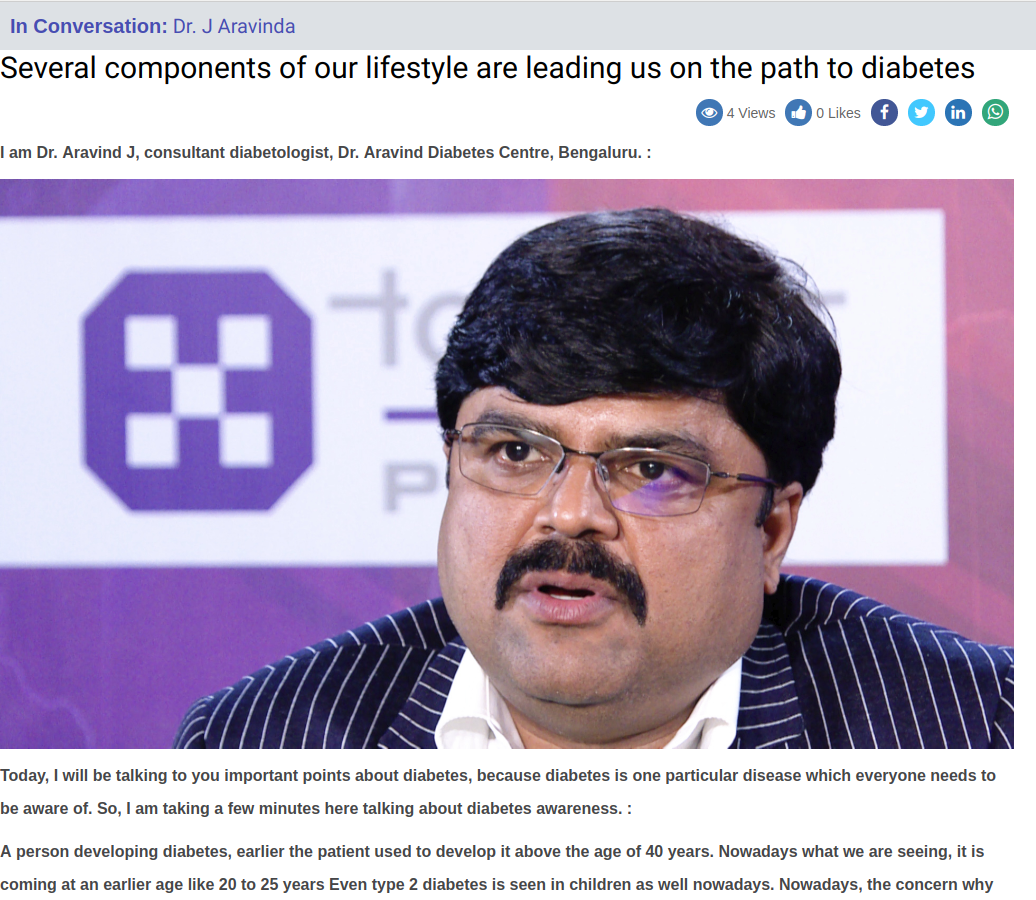 In Conversation: Dr. J Aravinda
Several components of our lifestyle are leading us on the path to diabetes
4 Views 0 Likes
I am Dr. Aravind J, consultant diabetologist, Dr. Aravind Diabetes Centre, Bengaluru. :
Today, I will be talking to you important points about diabetes, because diabetes is one particular disease which everyone needs to
be aware of. So, I am taking a few minutes here talking about diabetes awareness. :
A person developing diabetes, earlier the patient used to develop it above the age of 40 years. Nowadays what we are seeing, it is
coming at an earlier age like 20 to 25 years Even type 2 diabetes is seen in children as well nowadays. Nowadays, the concern why